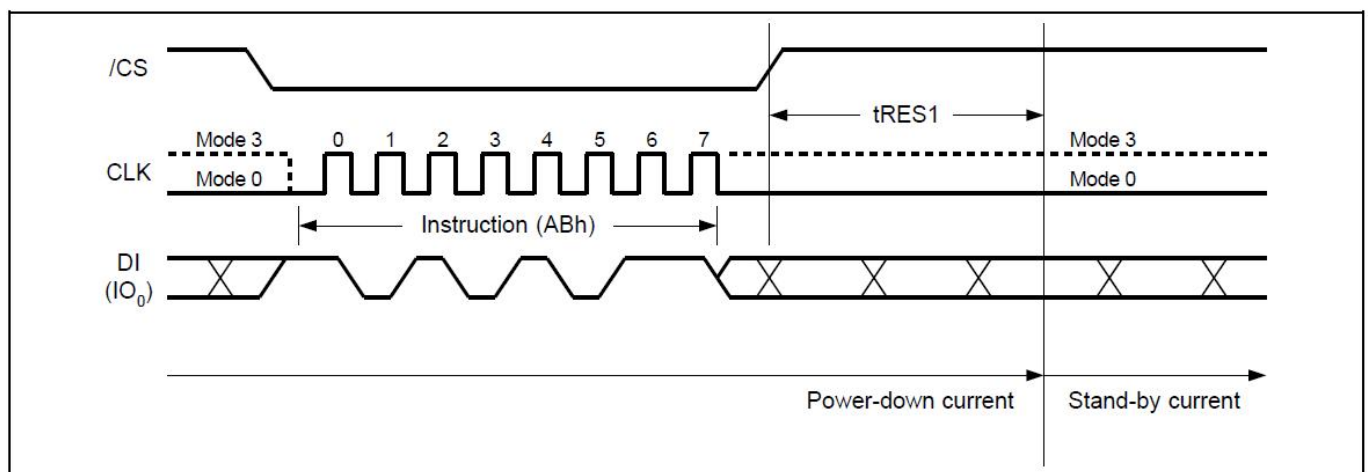 /CS
tRES1
Mode 3 0 1 2 3 4 5 6 7 Mode 3
CLK
Mode 0 Mode 0
Instruction (ABh)
DI
(IO₀)
Power-down current Stand-by current